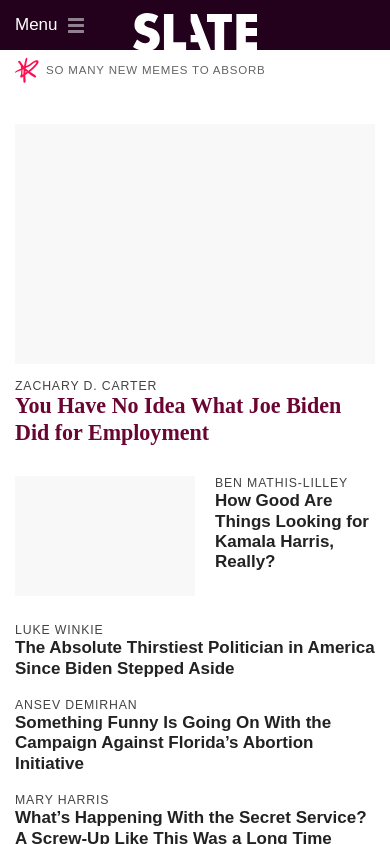 Menu
SLATE
SO MANY NEW MEMES TO ABSORB
ZACHARY D. CARTER
You Have No Idea What Joe Biden
Did for Employment
BEN MATHIS-LILLEY
How Good Are
Things Looking for
Kamala Harris,
Really?
LUKE WINKIE
The Absolute Thirstiest Politician in America
Since Biden Stepped Aside
ANSEV DEMIRHAN
Something Funny Is Going On With the
Campaign Against Florida’s Abortion
Initiative
MARY HARRIS
What’s Happening With the Secret Service?
A Screw-Up Like This Was a Long Time